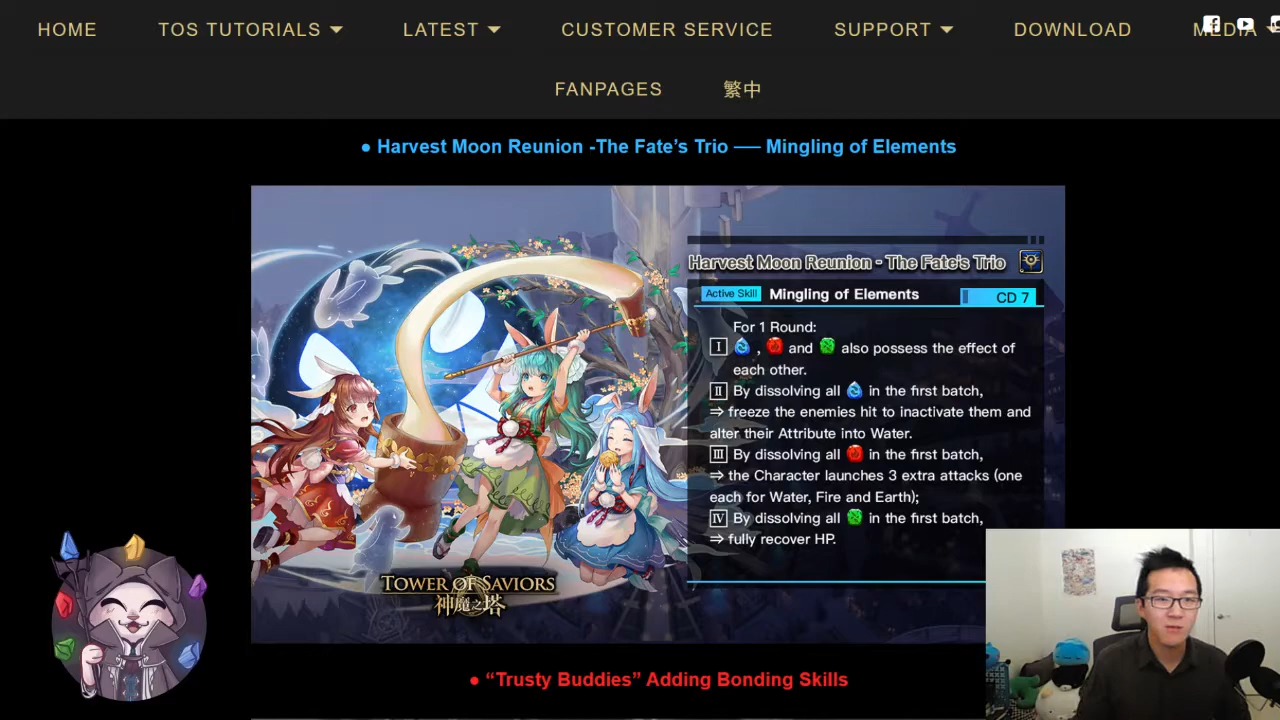 HOME TOS TUTORIALS LATEST CUSTOMER SERVICE SUPPORT DOWNLOAD MEDIA
FANPAGES 繁中
● Harvest Moon Reunion -The Fate's Trio ── Mingling of Elements
Harvest Moon Reunion - The Fate's Trio
Active Skill Mingling of Elements CD 7
For 1 Round:
I , and also possess the effect of
each other.
II By dissolving all in the first batch,
⇒ freeze the enemies hit to inactivate them and
alter their Attribute into Water.
III By dissolving all in the first batch,
⇒ the Character launches 3 extra attacks (one
each for Water, Fire and Earth);
IV By dissolving all in the first batch,
⇒ fully recover HP.
TOWER OF SAVIORS
神魔之塔
● “Trusty Buddies” Adding Bonding Skills